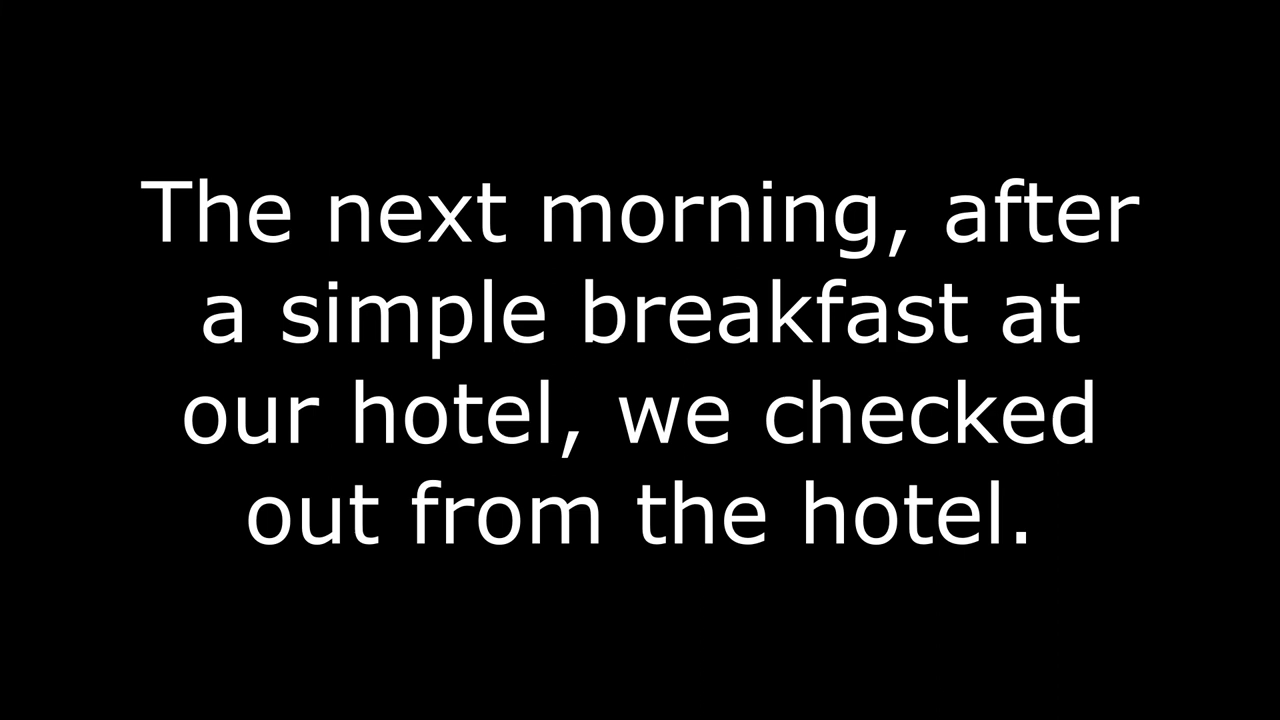 The next morning, after
a simple breakfast at
our hotel, we checked
out from the hotel.